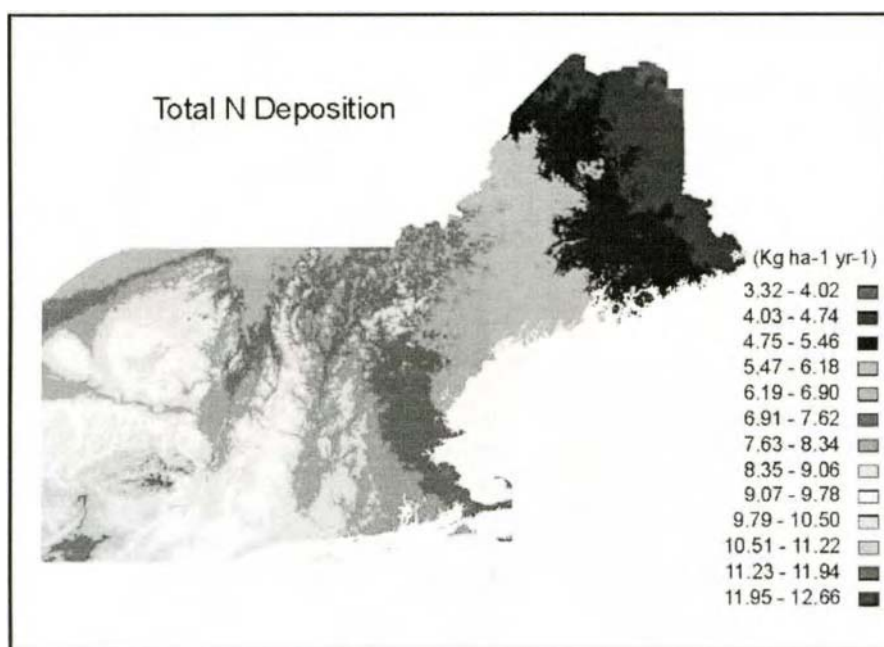 Total N Deposition
(Kg ha-1 yr-1)
3.32 - 4.02
4.03 - 4.74
4.75 - 5.46
5.47 - 6.18
6.19 - 6.90
6.91 - 7.62
7.63 - 8.34
8.35 - 9.06
9.07 - 9.78
9.79 - 10.50
10.51 - 11.22
11.23 - 11.94
11.95 - 12.66